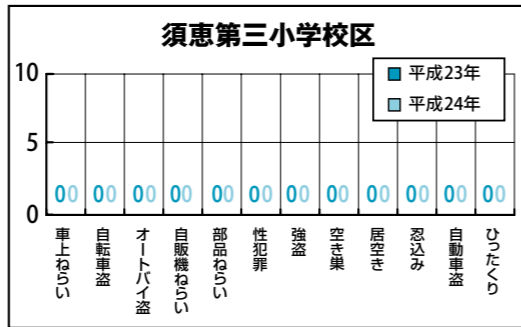 須恵第三小学校区
平成23年
平成24年
10
5
0
00 00 00 00 00 00 00 00 00 00 00 00
車上ねらい
自転車盗
オートバイ盗
自販機ねらい
部品ねらい
性犯罪
強盗
空き巣
居空き
忍込み
自動車盗
ひったくり